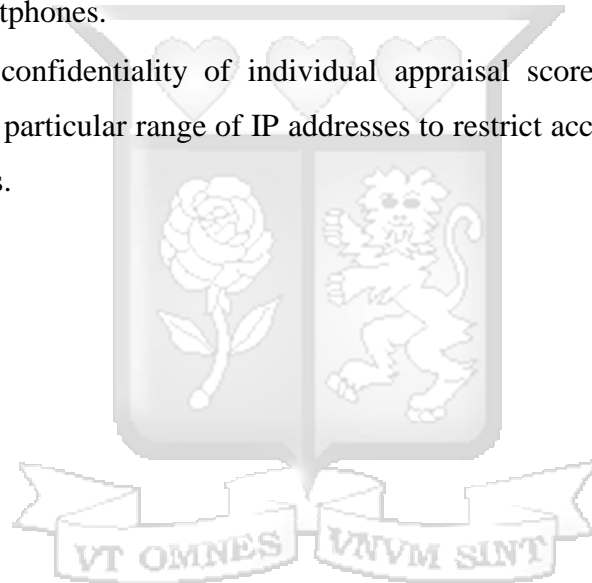 tphones.
confidentiality of individual appraisal score
particular range of IP addresses to restrict acc
s.
VT OMNES VNVM SINT